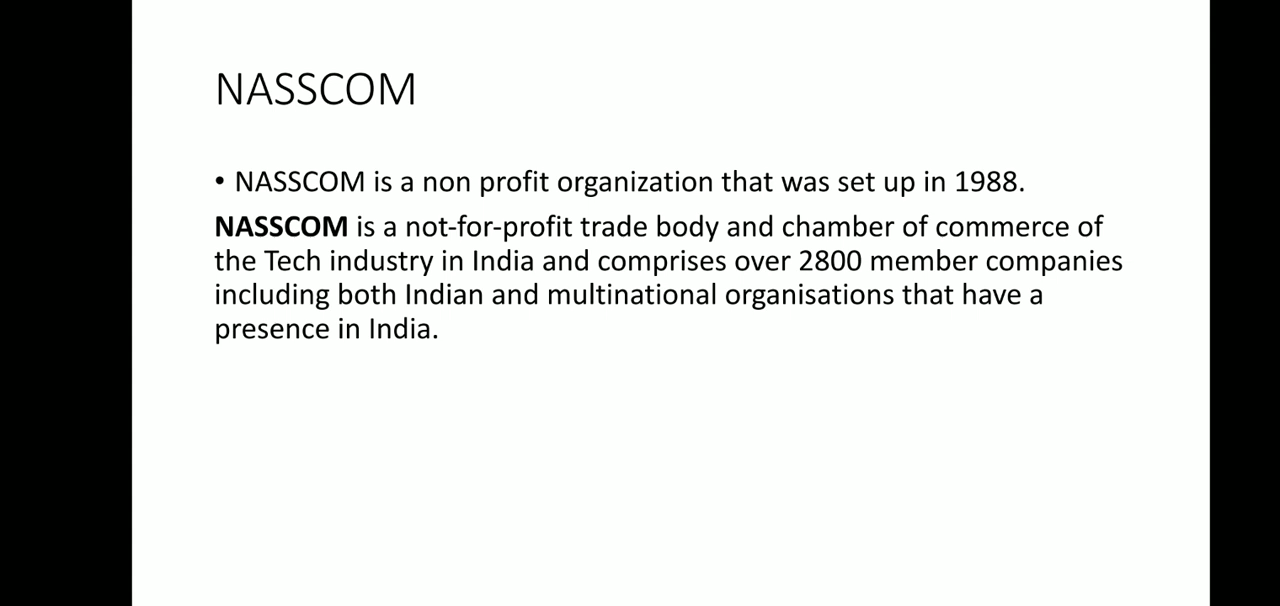 NASSCOM
• NASSCOM is a non profit organization that was set up in 1988.
NASSCOM is a not-for-profit trade body and chamber of commerce of
the Tech industry in India and comprises over 2800 member companies
including both Indian and multinational organisations that have a
presence in India.